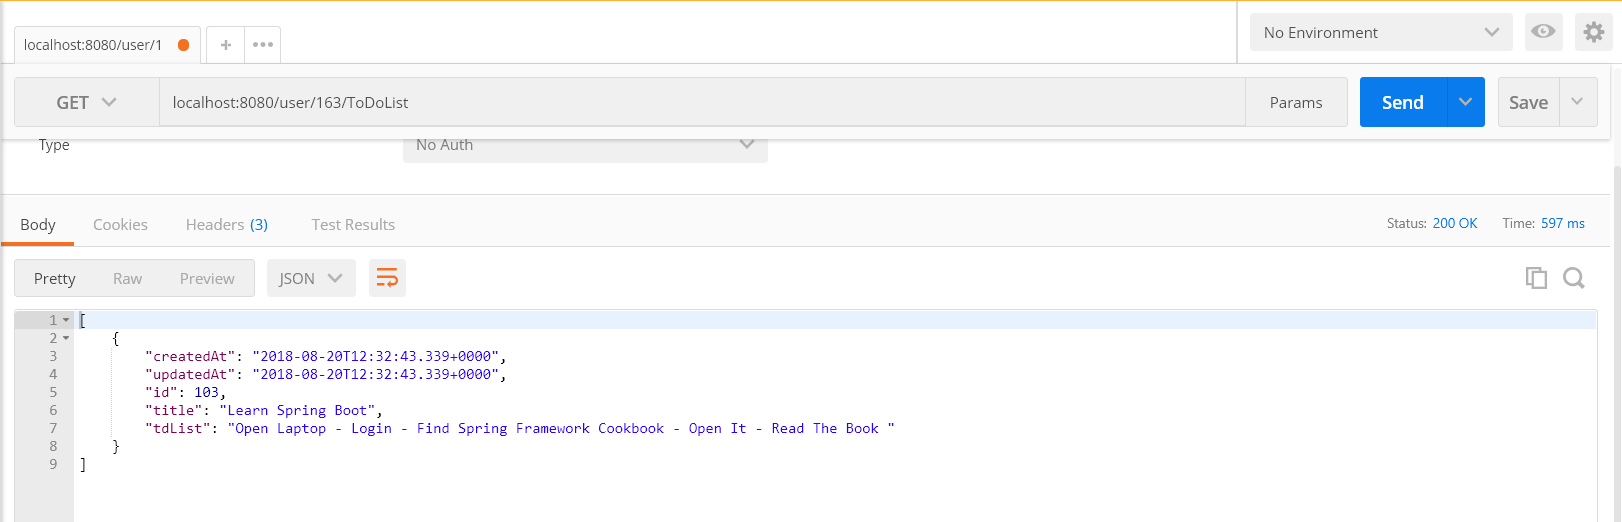 localhost:8080/user/1
+
•••
No Environment
GET
localhost:8080/user/163/ToDoList
Params
Send
Save
Type
No Auth
Body
Cookies
Headers (3)
Test Results
Status: 200 OK
Time: 597 ms
Pretty
Raw
Preview
JSON
1 [
2 {
3 "createdAt": "2018-08-20T12:32:43.339+0000",
4 "updatedAt": "2018-08-20T12:32:43.339+0000",
5 "id": 103,
6 "title": "Learn Spring Boot",
7 "tdList": "Open Laptop - Login - Find Spring Framework Cookbook - Open It - Read The Book "
8 }
9 ]